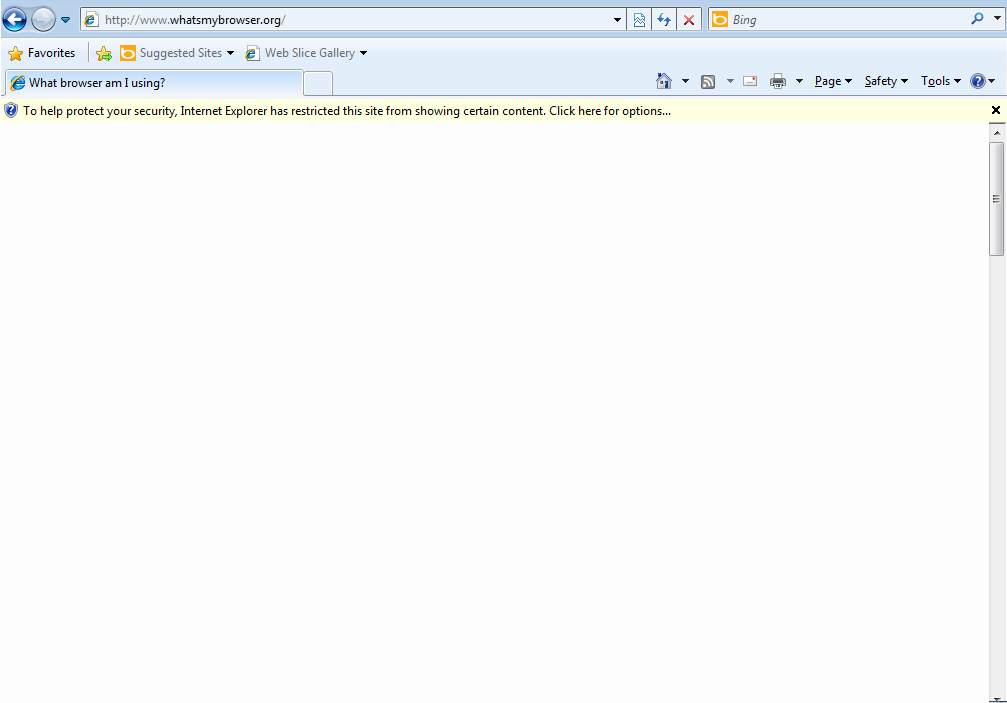 http://www.whatsmybrowser.org/
Bing
Favorites Suggested Sites Web Slice Gallery
What browser am I using? Page Safety Tools
To help protect your security, Internet Explorer has restricted this site from showing certain content. Click here for options...